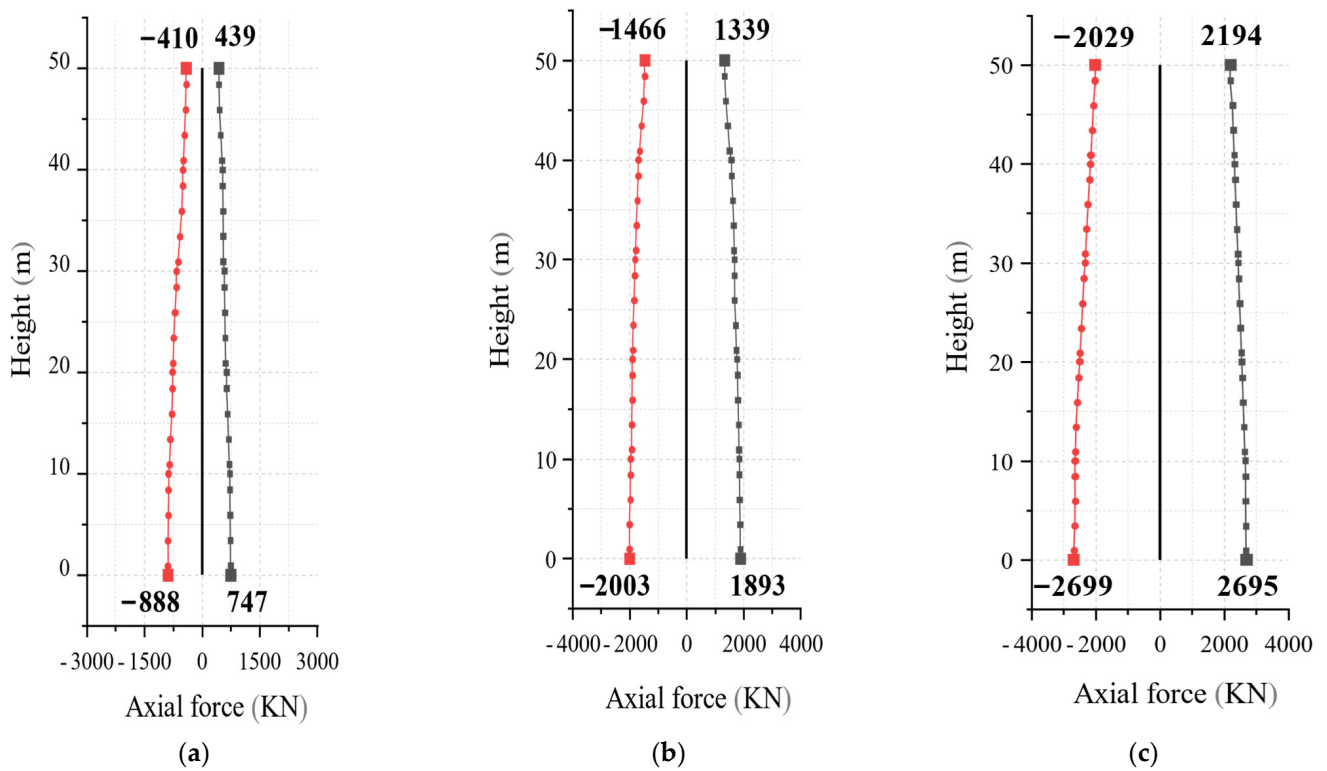 −410 439
50
40
30
20
10
0
Height (m)
−888 747
-3000 -1500 0 1500 3000
Axial force (KN)
(a)
−1466 1339
50
40
30
20
10
0
Height (m)
−2003 1893
-4000 -2000 0 2000 4000
Axial force (KN)
(b)
−2029 2194
50
40
30
20
10
0
Height (m)
−2699 2695
-4000 -2000 0 2000 4000
Axial force (KN)
(c)